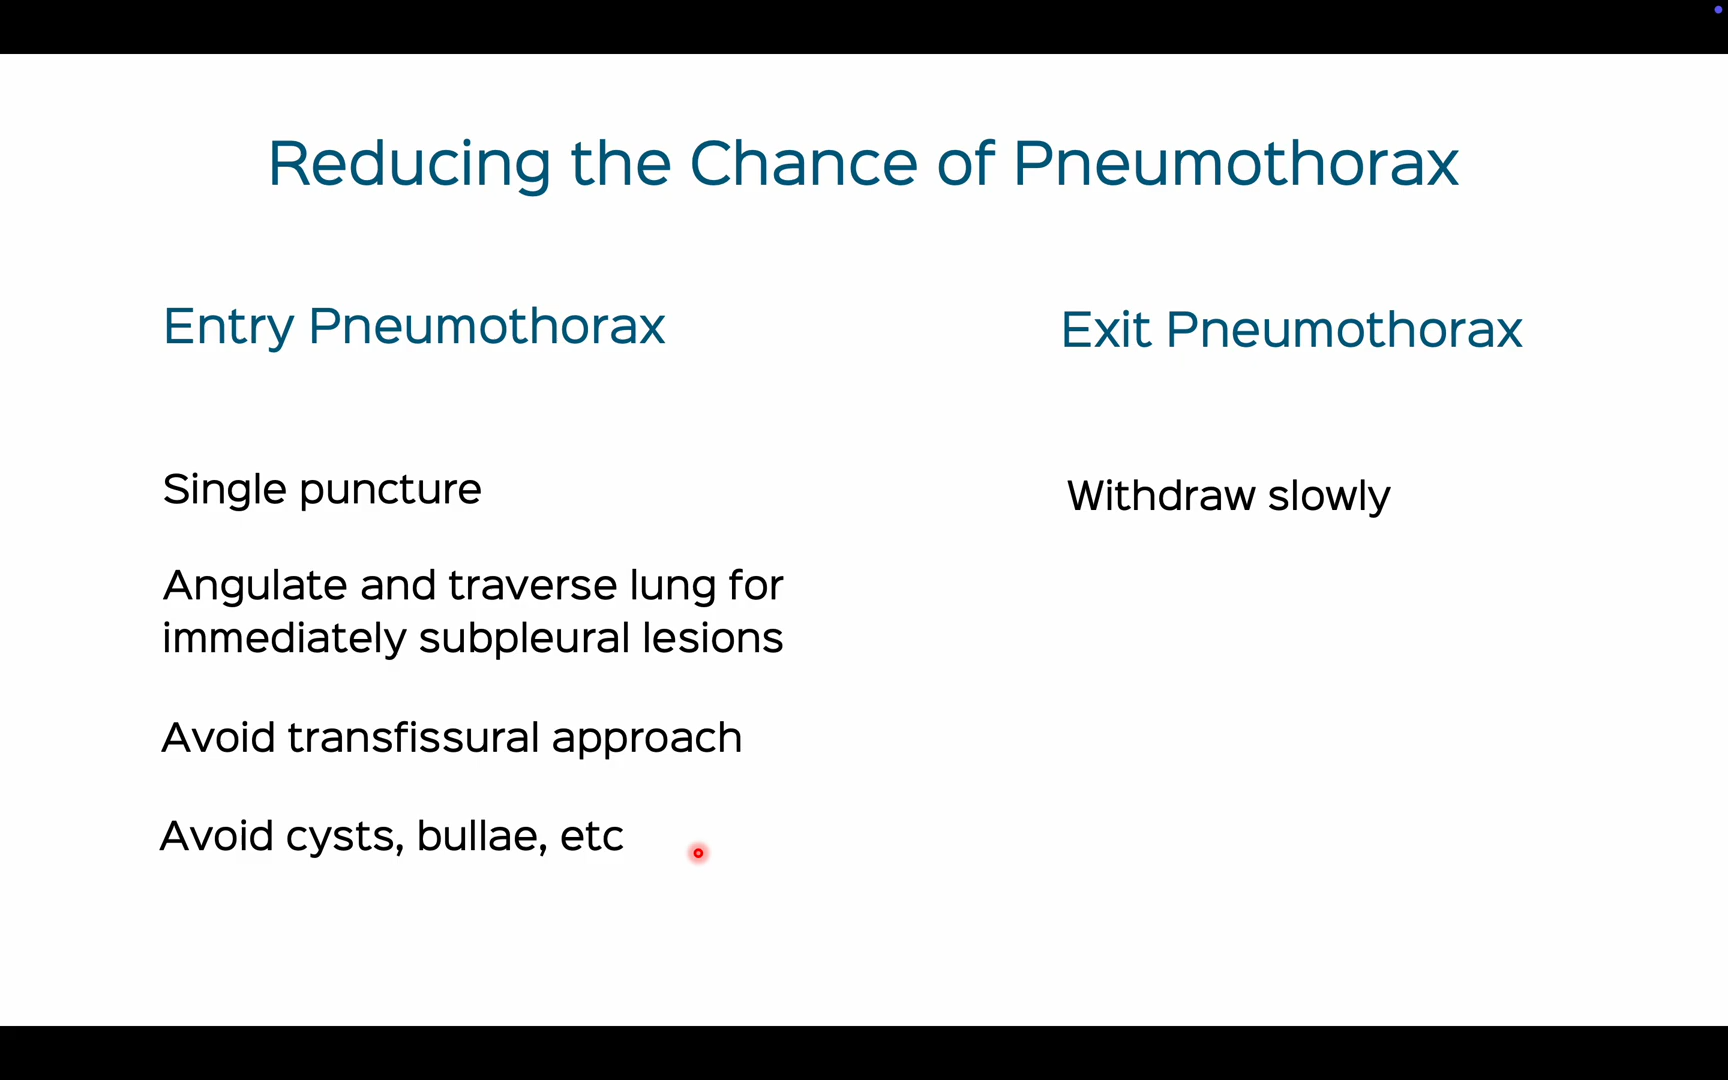 Reducing the Chance of Pneumothorax
Entry Pneumothorax
Single puncture
Angulate and traverse lung for
immediately subpleural lesions
Avoid transfissural approach
Avoid cysts, bullae, etc
Exit Pneumothorax
Withdraw slowly